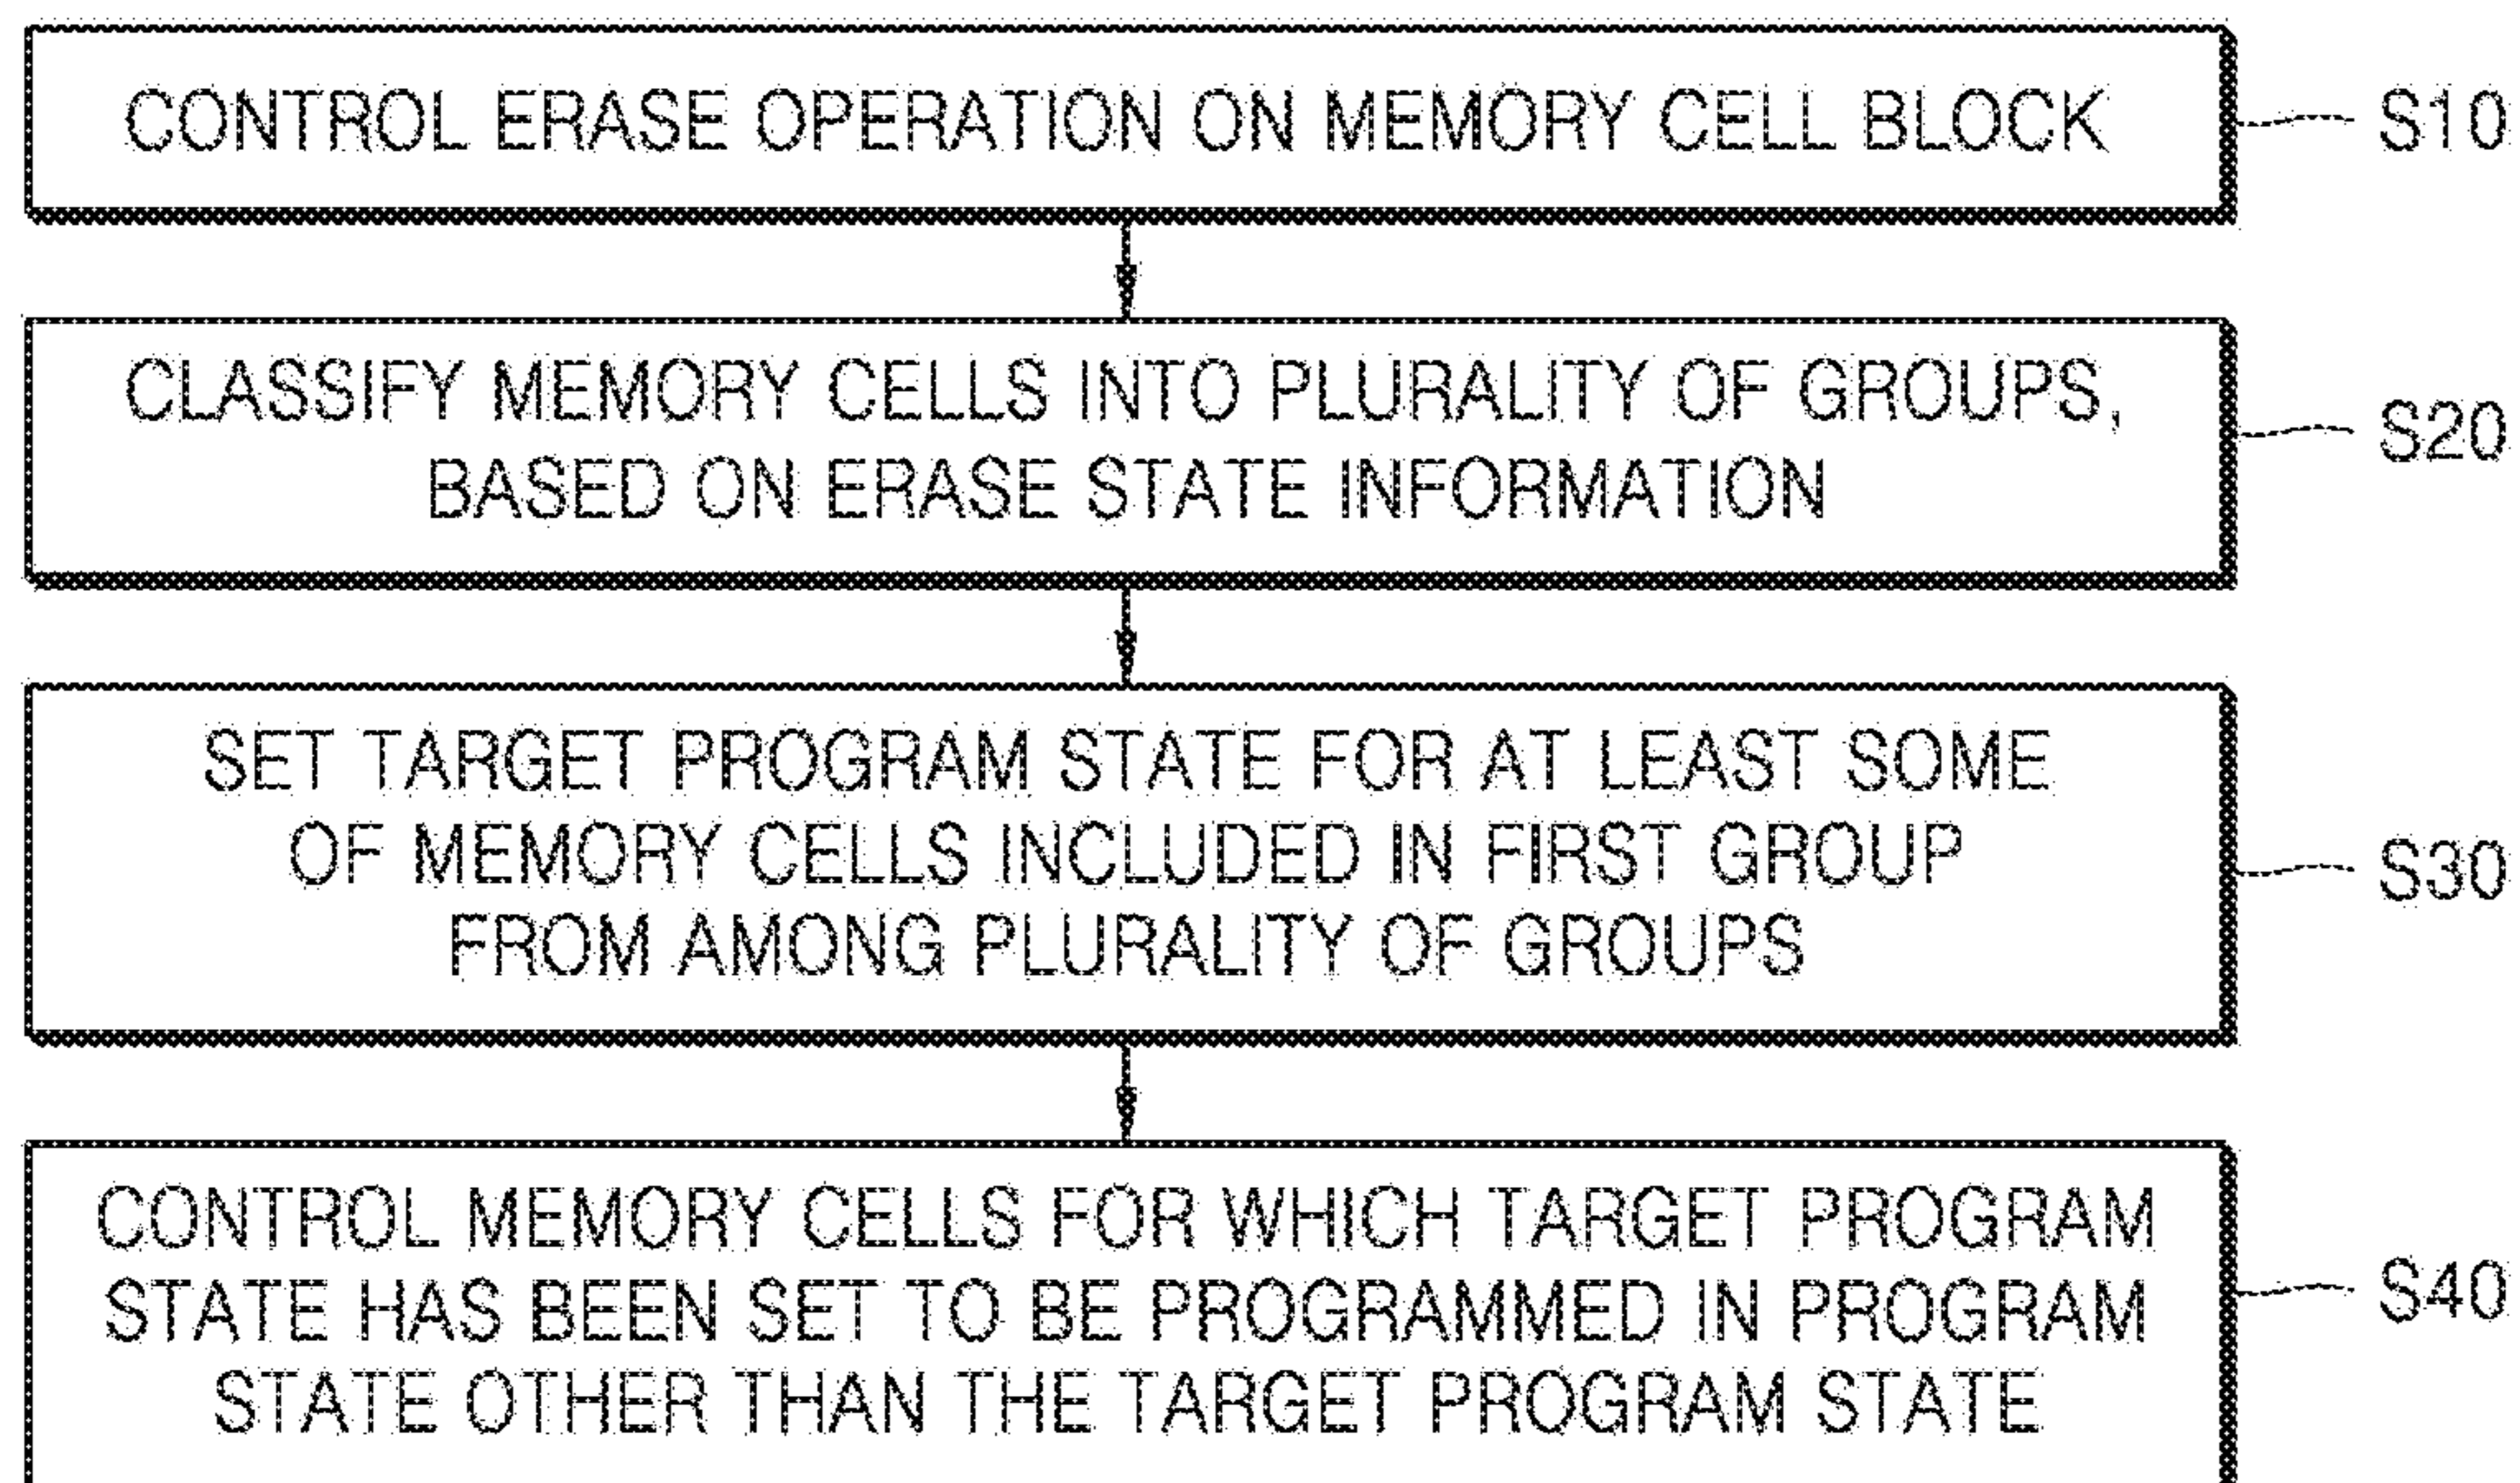 CONTROL ERASE OPERATION ON MEMORY CELL BLOCK
S10
CLASSIFY MEMORY CELLS INTO PLURALITY OF GROUPS,
BASED ON ERASE STATE INFORMATION
S20
SET TARGET PROGRAM STATE FOR AT LEAST SOME
OF MEMORY CELLS INCLUDED IN FIRST GROUP
FROM AMONG PLURALITY OF GROUPS
S30
CONTROL MEMORY CELLS FOR WHICH TARGET PROGRAM
STATE HAS BEEN SET TO BE PROGRAMMED IN PROGRAM
STATE OTHER THAN THE TARGET PROGRAM STATE
S40